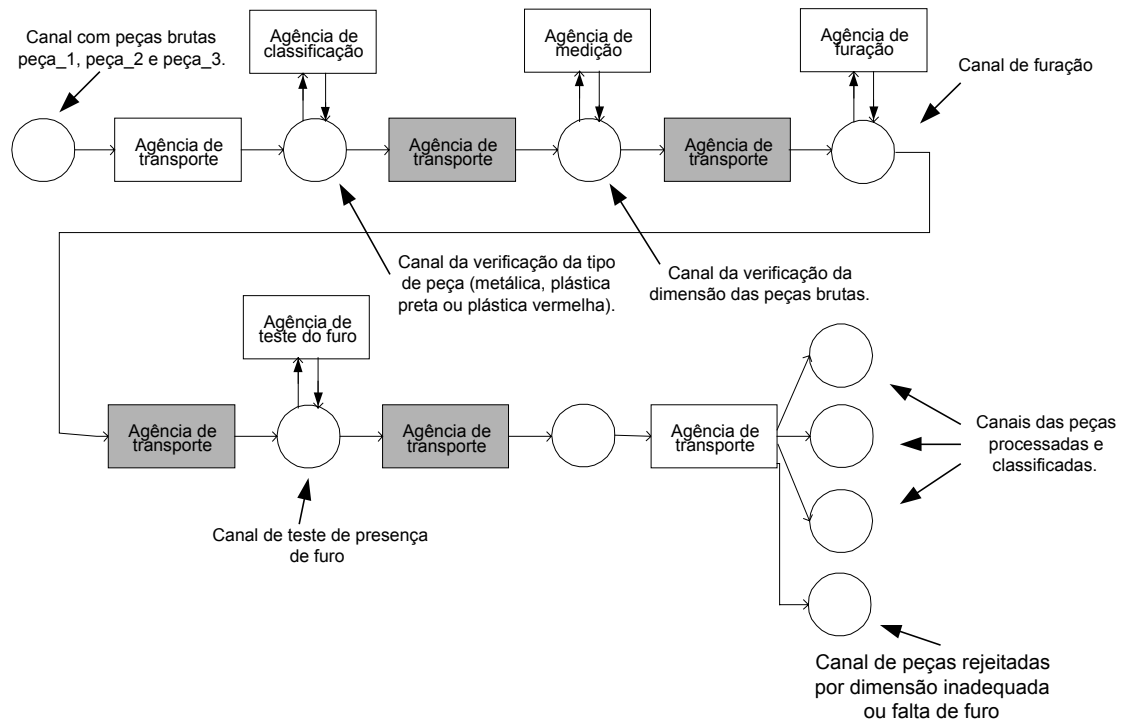 Canal com peças brutas
peça_1, peça_2 e peça_3.
Agência de
classificação
Agência de
medição
Agência de
furação
Canal de furação
Agência de
transporte
Agência de
transporte
Agência de
transporte
Canal da verificação da tipo
de peça (metálica, plástica
preta ou plástica vermelha).
Canal da verificação da
dimensão das peças brutas.
Agência de
teste do furo
Agência de
transporte
Agência de
transporte
Agência de
transporte
Canais das peças
processadas e
classificadas.
Canal de teste de presença
de furo
Canal de peças rejeitadas
por dimensão inadequada
ou falta de furo